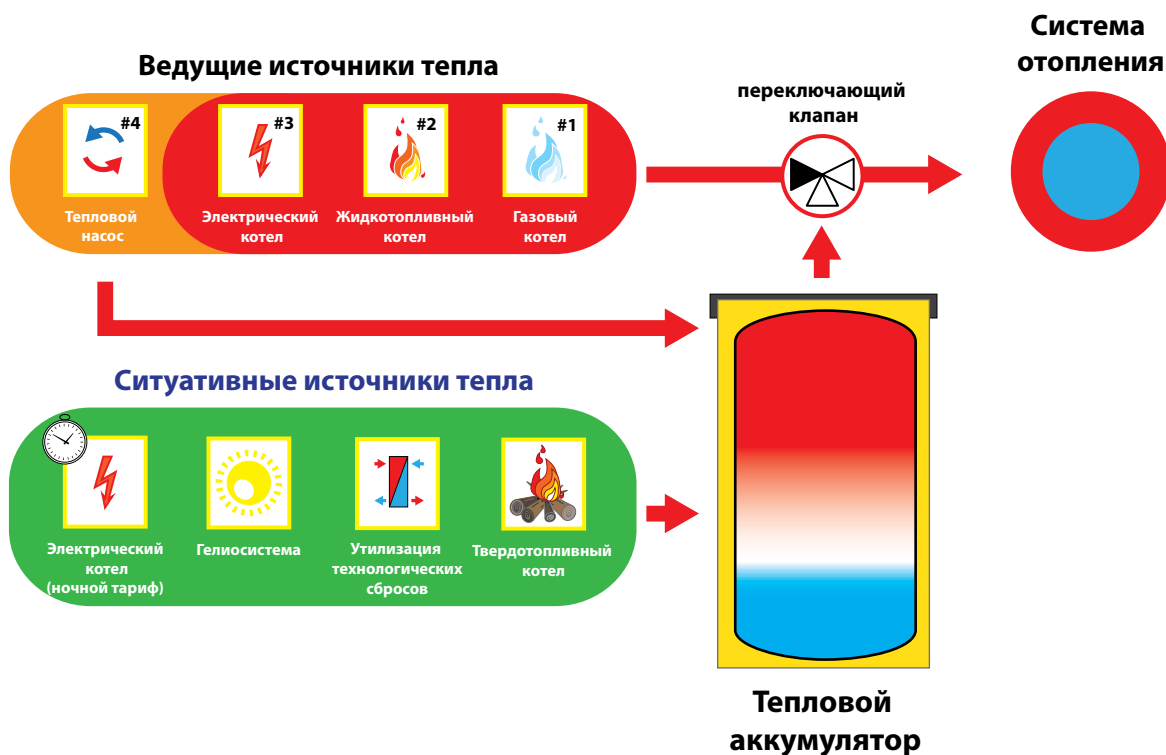 Система
отопления
Ведущие источники тепла
переключающий
клапан
#4
#3
#2
#1
Тепловой
насос
Электрический
котел
Жидкотопливный
котел
Газовый
котел
Ситуативные источники тепла
Электрический
котел
(ночной тариф)
Гелиосистема
Утилизация
технологических
сбросов
Твердотопливный
котел
Тепловой
аккумулятор